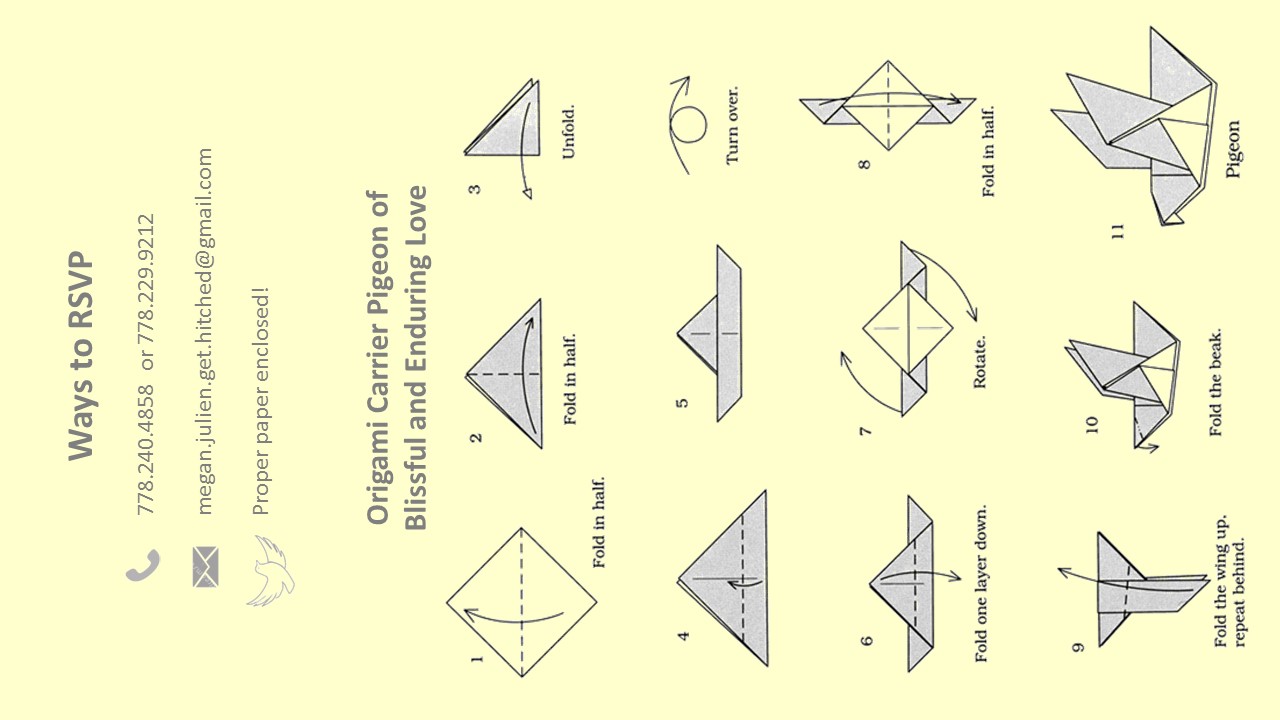 Ways to RSVP
778.240.4858 or 778.229.9212
megan.julien.get.hitched@gmail.com
Proper paper enclosed!
Origami Carrier Pigeon of
Blissful and Enduring Love
1
Fold in half.
2
Fold in half.
3
Unfold.
4
5
Turn over.
6
Fold one layer down.
7
Rotate.
8
Fold in half.
9
Fold the wing up.
repeat behind.
10
Fold the beak.
11
Pigeon